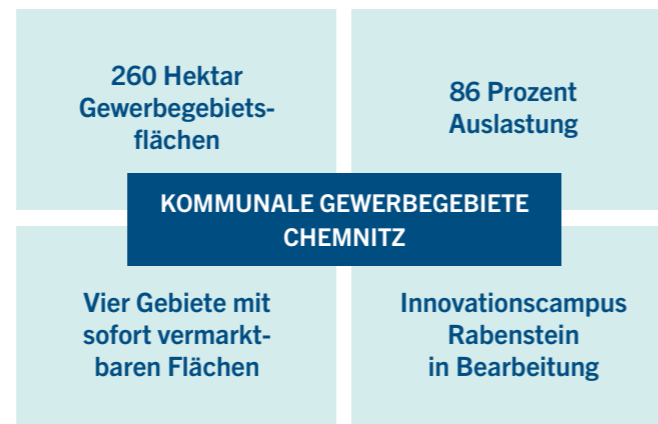 260 Hektar
Gewerbegebiets-
flächen
86 Prozent
Auslastung
KOMMUNALE GEWERBEGEBIETE
CHEMNITZ
Vier Gebiete mit
sofort vermarkt-
baren Flächen
Innovationscampus
Rabenstein
in Bearbeitung